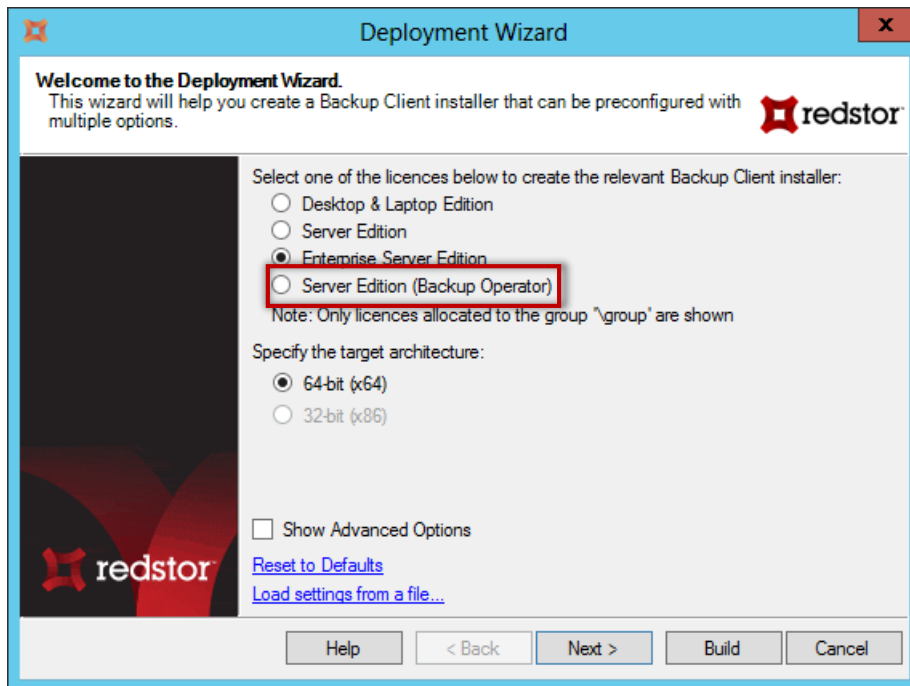 Deployment Wizard
x
Welcome to the Deployment Wizard.
This wizard will help you create a Backup Client installer that can be preconfigured with
multiple options.
redstor
Select one of the licences below to create the relevant Backup Client installer:
Desktop & Laptop Edition
Server Edition
Enterprise Server Edition
Server Edition (Backup Operator)
Note: Only licences allocated to the group '\group' are shown
Specify the target architecture:
64-bit (x64)
32-bit (x86)
Show Advanced Options
redstor
Reset to Defaults
Load settings from a file...
Help
< Back
Next >
Build
Cancel